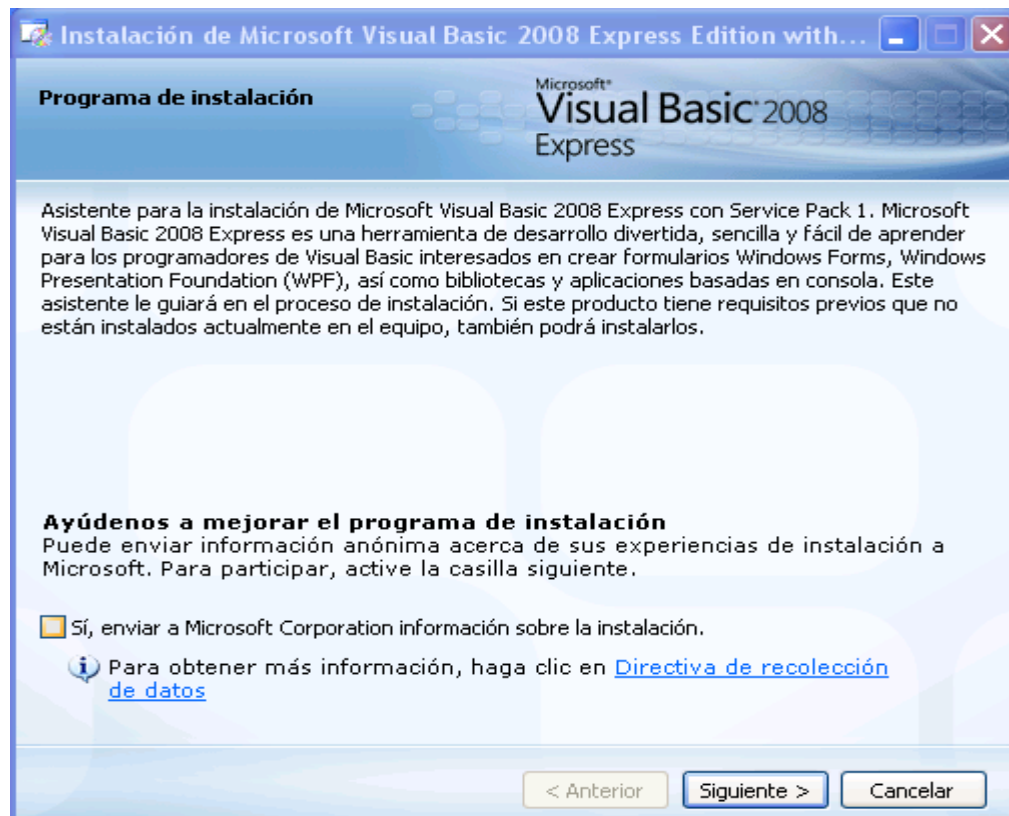 Instalación de Microsoft Visual Basic 2008 Express Edition with...
Programa de instalación
Microsoft®
Visual Basic® 2008
Express
Asistente para la instalación de Microsoft Visual Basic 2008 Express con Service Pack 1. Microsoft
Visual Basic 2008 Express es una herramienta de desarrollo divertida, sencilla y fácil de aprender
para los programadores de Visual Basic interesados en crear formularios Windows Forms, Windows
Presentation Foundation (WPF), así como bibliotecas y aplicaciones basadas en consola. Este
asistente le guiará en el proceso de instalación. Si este producto tiene requisitos previos que no
están instalados actualmente en el equipo, también podrá instalarlos.
Ayúdenos a mejorar el programa de instalación
Puede enviar información anónima acerca de sus experiencias de instalación a
Microsoft. Para participar, active la casilla siguiente.
Sí, enviar a Microsoft Corporation información sobre la instalación.
Para obtener más información, haga clic en Directiva de recolección
de datos
< Anterior
Siguiente >
Cancelar